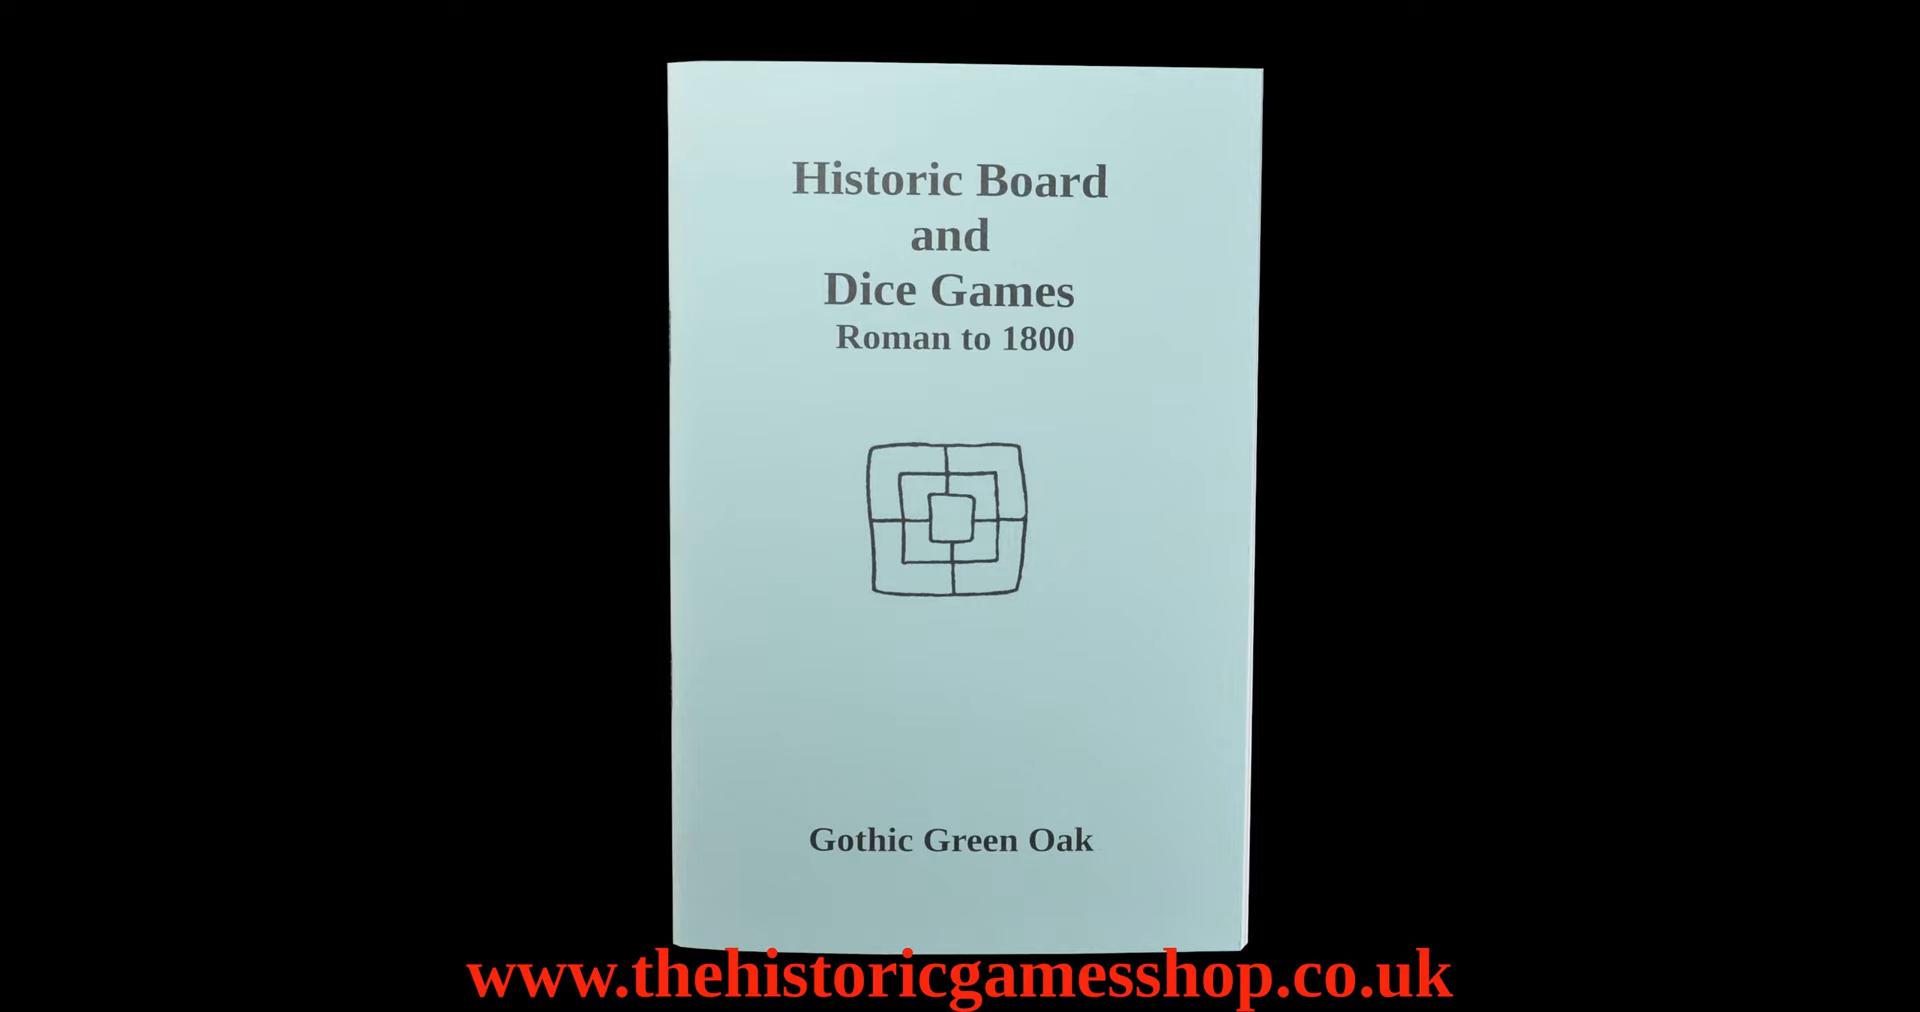 Historic Board
and
Dice Games
Roman to 1800
Gothic Green Oak
www.thehistoricgamesshop.co.uk